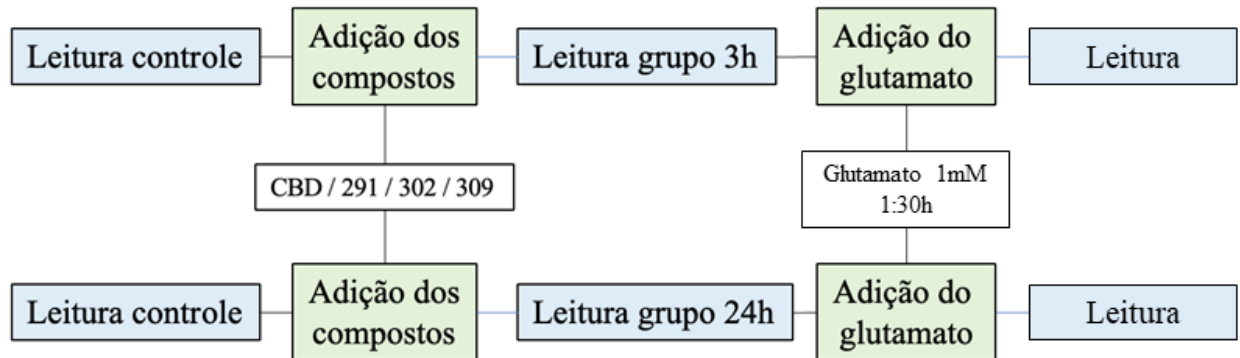 Leitura controle
Adição dos
compostos
Leitura grupo 3h
Adição do
glutamato
Leitura
CBD / 291 / 302 / 309
Glutamato 1mM
1:30h
Leitura controle
Adição dos
compostos
Leitura grupo 24h
Adição do
glutamato
Leitura